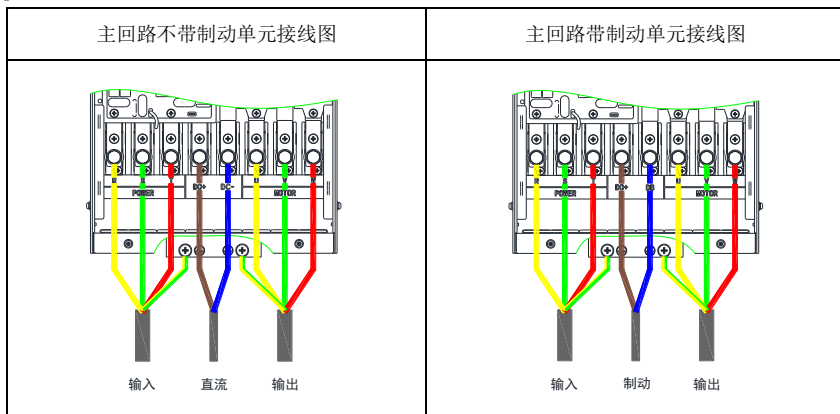 主回路不带制动单元接线图
主回路带制动单元接线图
R S T DC+ DC- U V W
POWER MOTOR
输入 直流 输出
R S T DC+ DB U V W
POWER MOTOR
输入 制动 输出